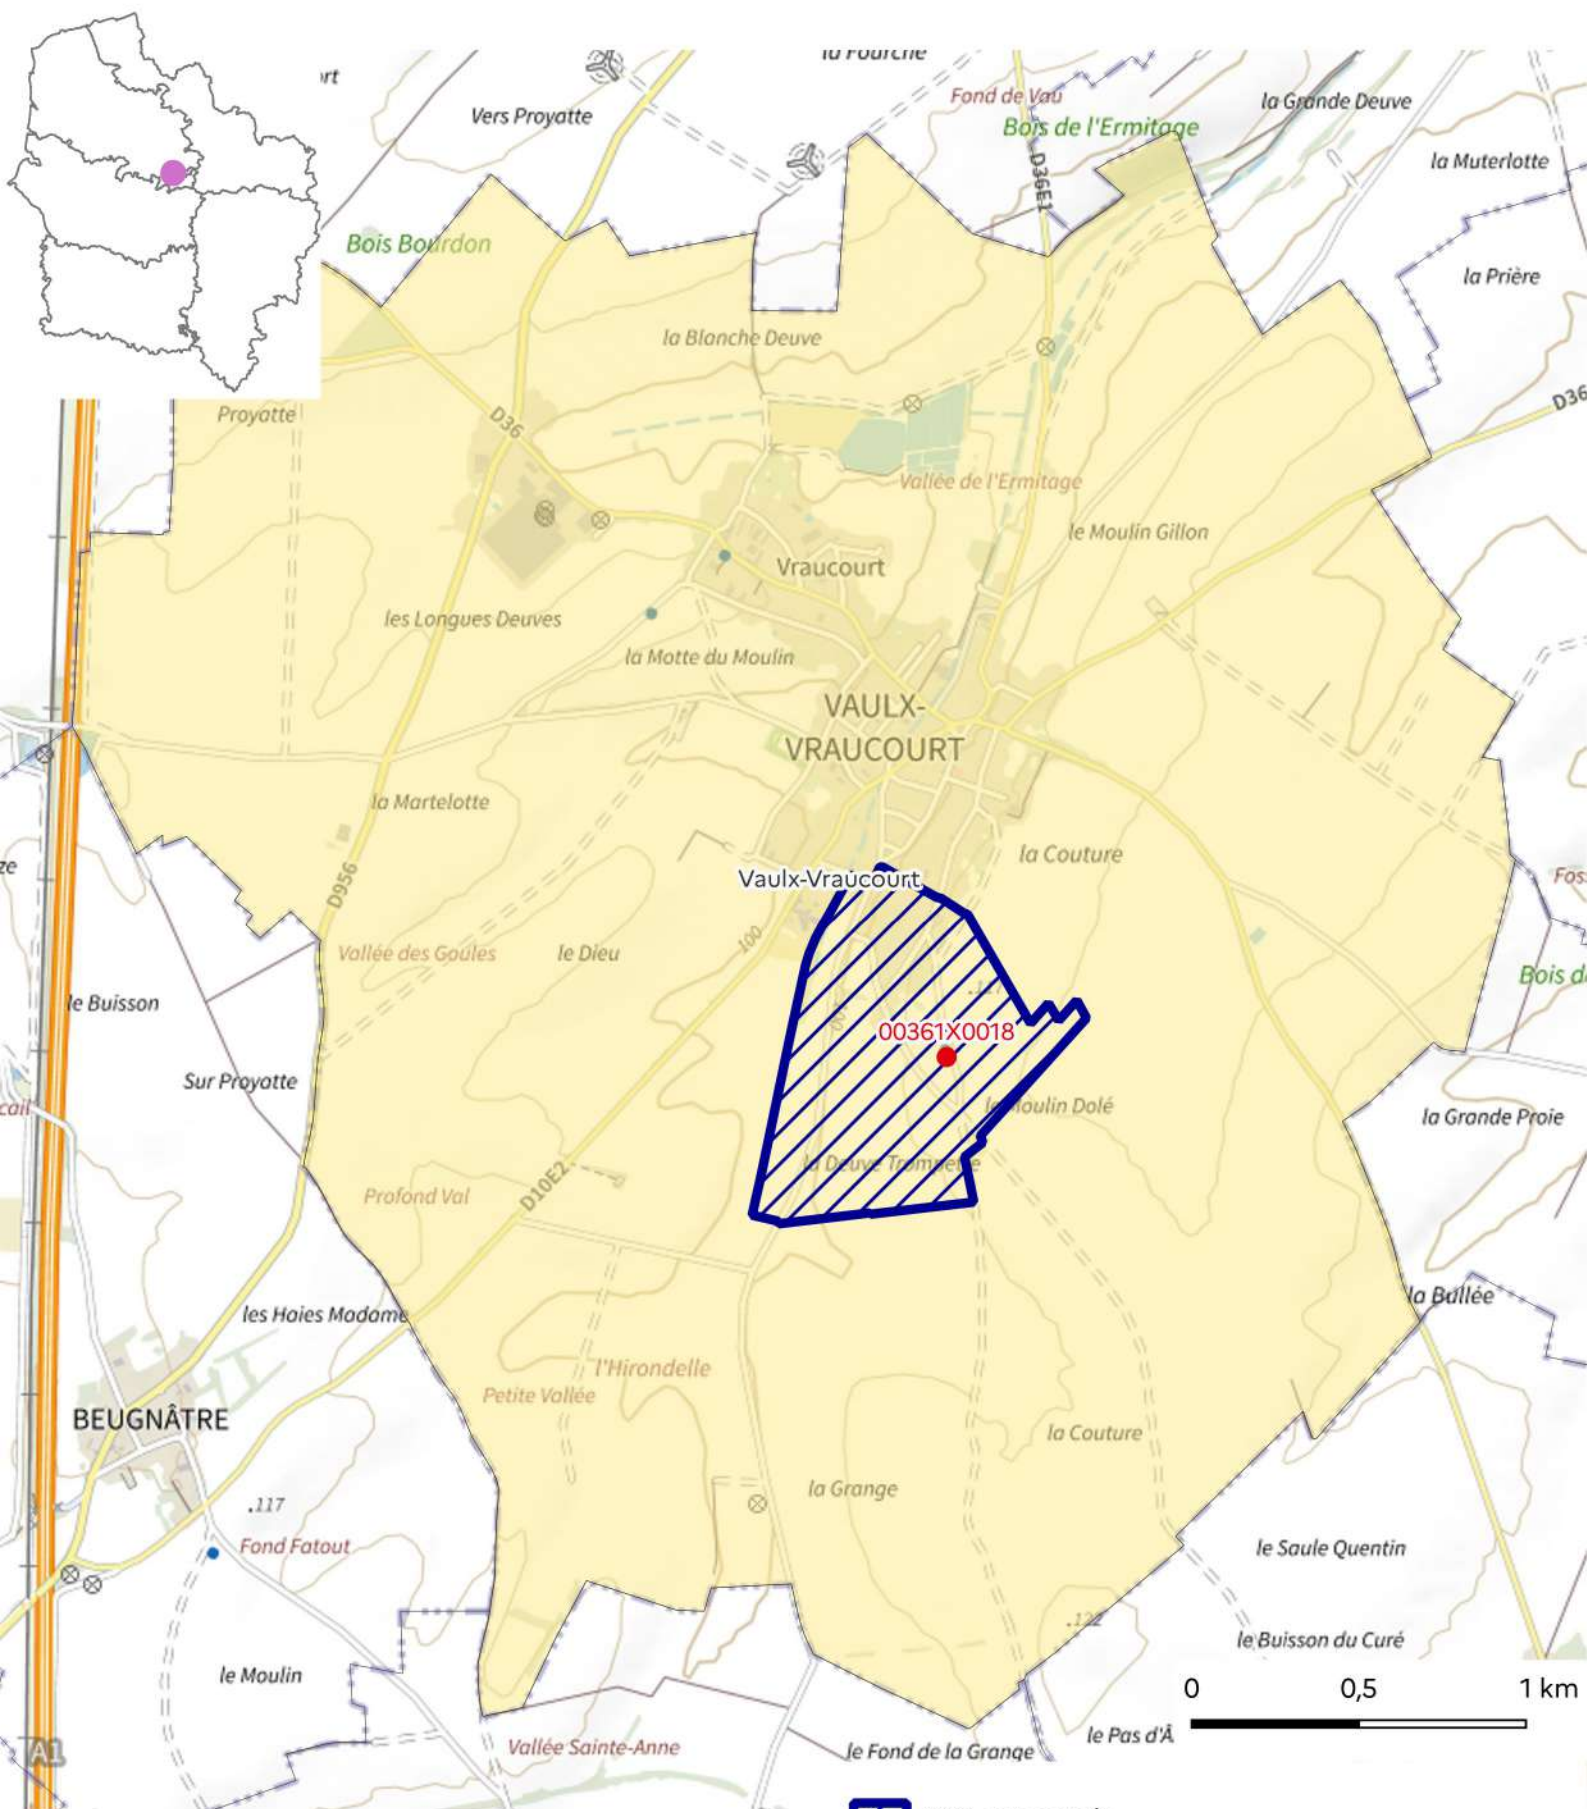 Vers Proyatte
Fond de Vau
la Grande Deuve
Bois de l'Ermitage
la Muterlotte
D36E1
Bois Bourdon
la Prière
la Blanche Deuve
D36
Proyatte
D36
Vallée de l'Ermitage
le Moulin Gillon
Vraucourt
les Longues Deuves
la Motte du Moulin
VAULX-
VRAUCOURT
la Martelotte
la Couture
D956
Vaulx-Vraucourt
100
Vallée des Goules
le Dieu
.117
Bois d
le Buisson
00361X0018
Sur Proyatte
le Moulin Dolé
la Grande Proie
la Deuve Trompette
Profond Val
D10E2
la Bullée
les Haies Madame
l'Hirondelle
Petite Vallée
BEUGNÂTRE
la Couture
la Grange
.117
Fond Fatout
le Saule Quentin
.122
le Buisson du Curé
le Moulin
0 0,5 1 km
le Pas d'Â
A1
Vallée Sainte-Anne
le Fond de la Grange